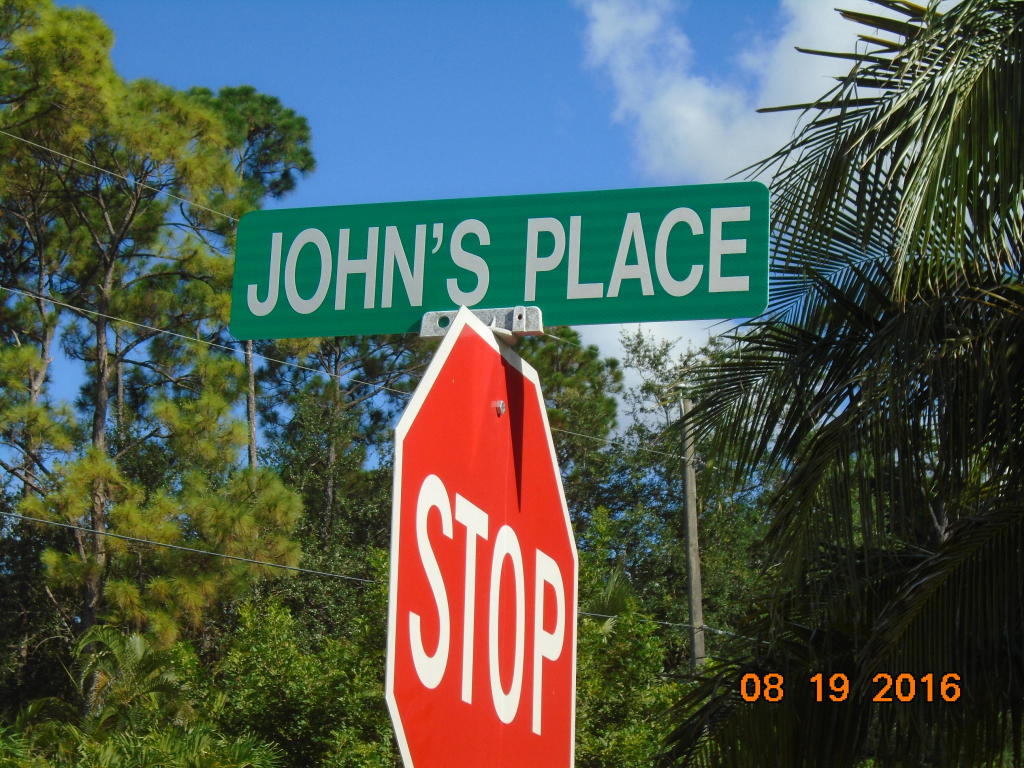 JOHN'S PLACE
STOP
08 19 2016